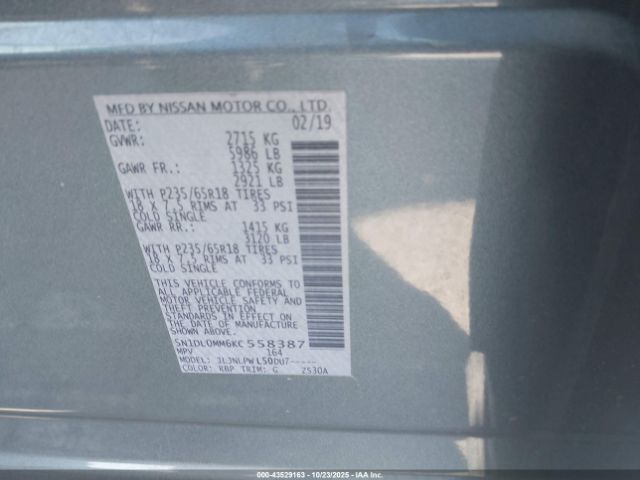 MFD BY NISSAN MOTOR CO., LTD.
DATE: 02/19
GVWR: 2715 KG
5986 LB
GAWR FR.: 1325 KG
2921 LB
WITH P235/65R18 TIRES
18 X 7.5 RIMS AT 33 PSI
COLD SINGLE
GAWR RR.: 1415 KG
3120 LB
WITH P235/65R18 TIRES
18 X 7.5 RIMS AT 33 PSI
COLD SINGLE
THIS VEHICLE CONFORMS TO
ALL APPLICABLE FEDERAL
MOTOR VEHICLE SAFETY AND
THEFT PREVENTION
STANDARDS IN EFFECT ON
THE DATE OF MANUFACTURE
SHOWN ABOVE.
5N1DL0MM6KC558387
MPV 164
MODEL: JLJNLPWL50DU7-----
COLOR: RBP TRIM: G Z530A
000-43529163 - 10/23/2025 - IAA Inc.